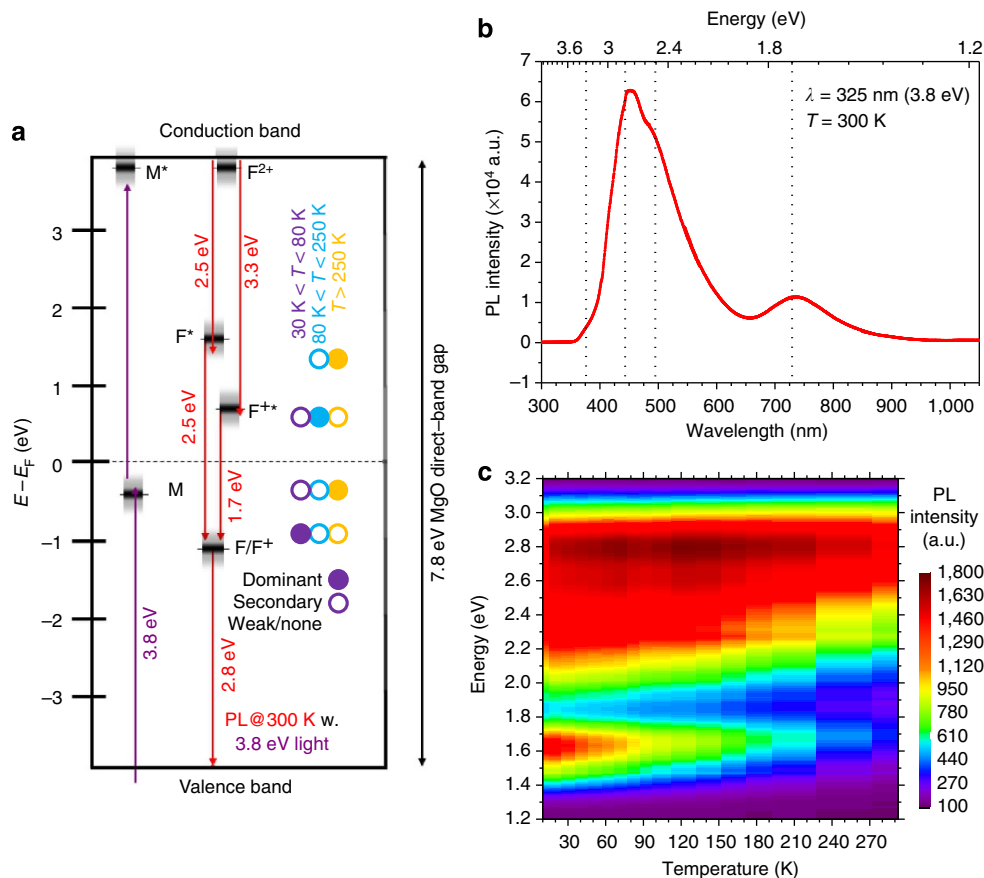 a
Conduction band
M*
F2+
3
2
1
0
−1
−2
−3
E – EF (eV)
2.5 eV
3.3 eV
30 K < T < 80 K
80 K < T < 250 K
T > 250 K
F*
F+*
2.5 eV
1.7 eV
M
F/F+
3.8 eV
2.8 eV
Dominant
Secondary
Weak/none
PL@300 K w.
3.8 eV light
Valence band
7.8 eV MgO direct–band gap
b
Energy (eV)
3.6 3 2.4 1.8 1.2
7
6
5
4
3
2
1
0
−1
PL intensity (×10⁴ a.u.)
λ = 325 nm (3.8 eV)
T = 300 K
300 400 500 600 700 800 900 1,000
Wavelength (nm)
c
3.2
3.0
2.8
2.6
2.4
2.2
2.0
1.8
1.6
1.4
1.2
Energy (eV)
30 60 90 120 150 180 210 240 270
Temperature (K)
PL
intensity
(a.u.)
1,800
1,630
1,460
1,290
1,120
950
780
610
440
270
100